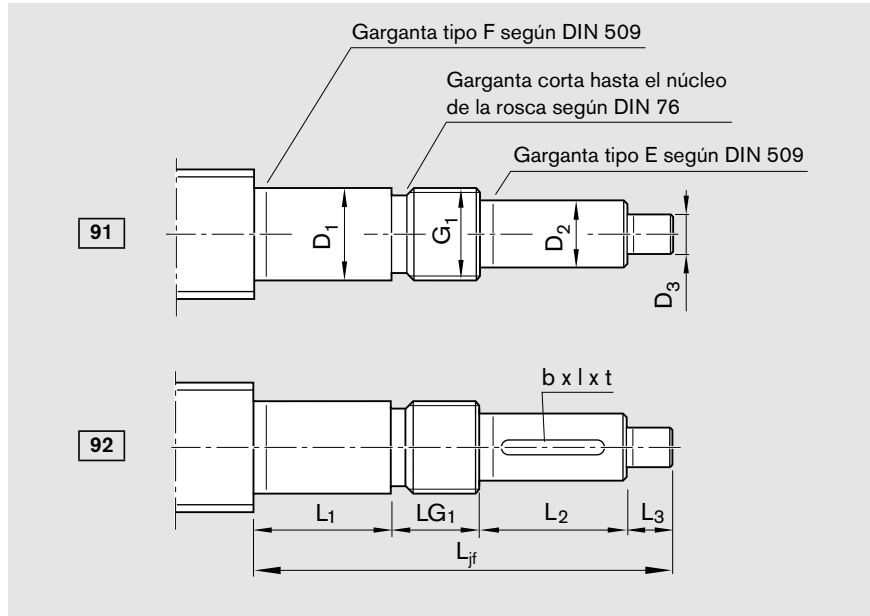 Garganta tipo F según DIN 509
Garganta corta hasta el núcleo
de la rosca según DIN 76
Garganta tipo E según DIN 509
91
D1
G1
D2
D3
b x l x t
92
L1
LG1
L2
L3
Ljf